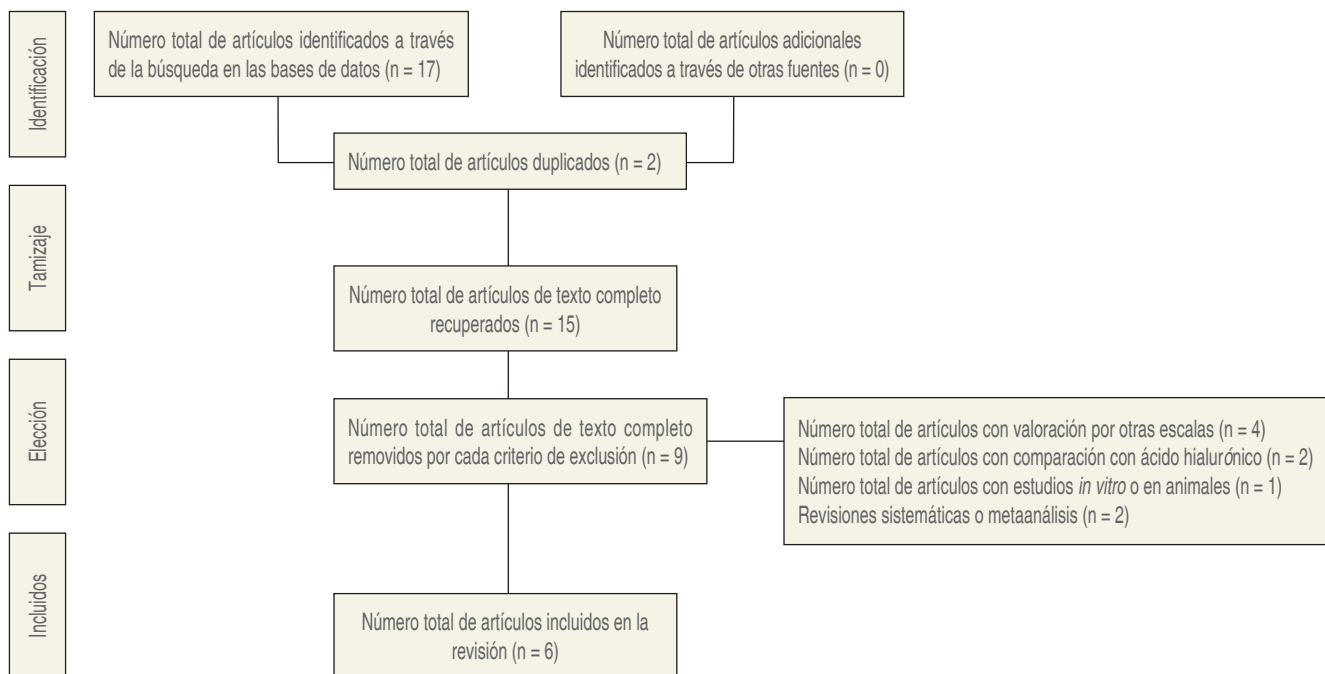 Identificación
Número total de artículos identificados a través
de la búsqueda en las bases de datos (n = 17)
Número total de artículos adicionales
identificados a través de otras fuentes (n = 0)
Número total de artículos duplicados (n = 2)
Tamizaje
Número total de artículos de texto completo
recuperados (n = 15)
Elección
Número total de artículos de texto completo
removidos por cada criterio de exclusión (n = 9)
Número total de artículos con valoración por otras escalas (n = 4)
Número total de artículos con comparación con ácido hialurónico (n = 2)
Número total de artículos con estudios in vitro o en animales (n = 1)
Revisiones sistemáticas o metaanálisis (n = 2)
Incluidos
Número total de artículos incluidos en la
revisión (n = 6)